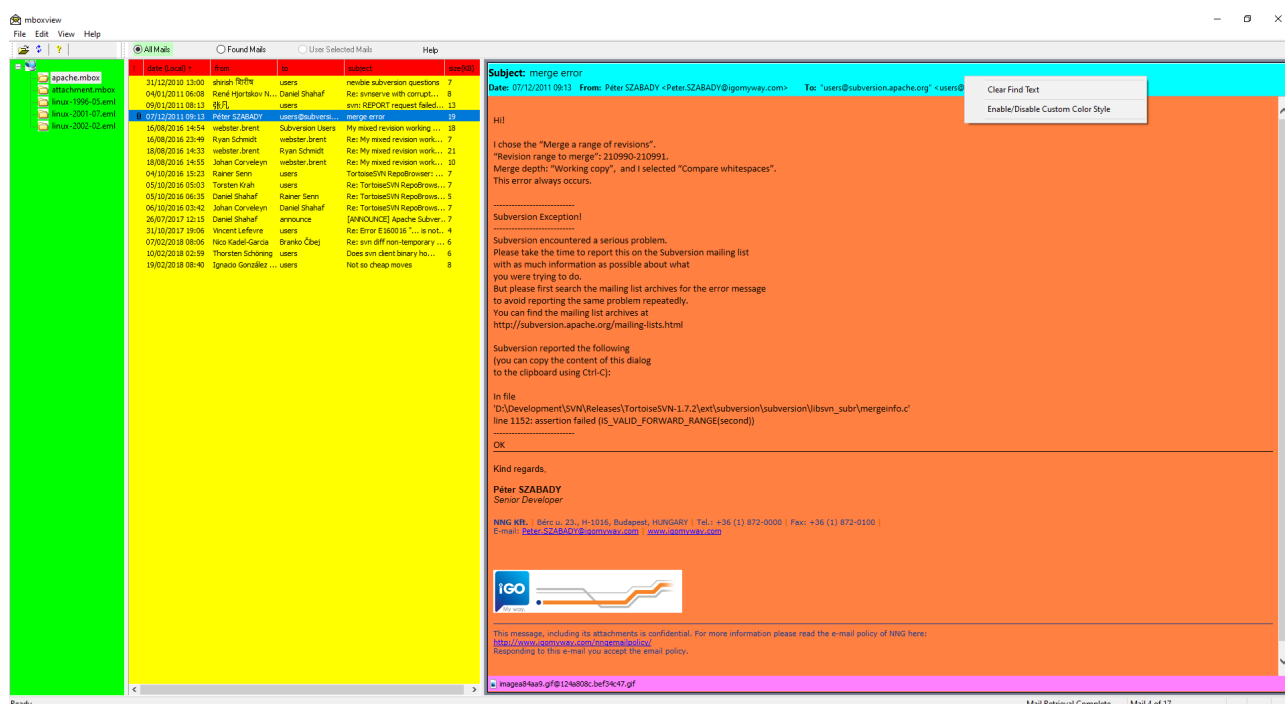 mboxview
File Edit View Help
All Mails Found Mails User Selected Mails Help
apache.mbox
attachment.mbox
linux-1996-05.eml
linux-2001-07.eml
linux-2002-02.eml
! date (Local) ↑ from to subject size(KB)
31/12/2010 13:00 shirish शिरीष users newbie subversion questions 7
04/01/2011 06:08 René Hjortskov N... Daniel Shahaf Re: svnserve with corrupt... 8
09/01/2011 08:13 张凡 users svn: REPORT request failed... 13
07/12/2011 09:13 Péter SZABADY users@subversi... merge error 19
16/08/2016 14:54 webster.brent Subversion Users My mixed revision working ... 18
16/08/2016 23:49 Ryan Schmidt webster.brent Re: My mixed revision work... 7
18/08/2016 14:33 webster.brent Ryan Schmidt Re: My mixed revision work... 21
18/08/2016 14:55 Johan Corveleyn webster.brent Re: My mixed revision work... 10
04/10/2016 15:23 Rainer Senn users TortoiseSVN RepoBrowser: ... 7
05/10/2016 05:03 Torsten Krah users Re: TortoiseSVN RepoBrows... 7
05/10/2016 06:35 Daniel Shahaf Rainer Senn Re: TortoiseSVN RepoBrows... 5
06/10/2016 03:42 Johan Corveleyn Daniel Shahaf Re: TortoiseSVN RepoBrows... 7
26/07/2017 12:15 Daniel Shahaf announce [ANNOUNCE] Apache Subver... 7
31/10/2017 19:06 Vincent Lefevre users Re: Error E160016 "... is not... 4
07/02/2018 08:06 Nico Kadel-Garcia Branko Čibej Re: svn diff non-temporary ... 6
10/02/2018 02:59 Thorsten Schöning users Does svn client binary ho... 6
19/02/2018 08:40 Ignacio González ... users Not so cheap moves 8
Subject: merge error
Date: 07/12/2011 09:13 From: Péter SZABADY <Peter.SZABADY@igomyway.com> To: "users@subversion.apache.org" <users@
Clear Find Text
Enable/Disable Custom Color Style
Hi!
I chose the “Merge a range of revisions”.
“Revision range to merge”: 210990-210991.
Merge depth: “Working copy”, and I selected “Compare whitespaces”.
This error always occurs.
---------------------------
Subversion Exception!
---------------------------
Subversion encountered a serious problem.
Please take the time to report this on the Subversion mailing list
with as much information as possible about what
you were trying to do.
But please first search the mailing list archives for the error message
to avoid reporting the same problem repeatedly.
You can find the mailing list archives at
http://subversion.apache.org/mailing-lists.html
Subversion reported the following
(you can copy the content of this dialog
to the clipboard using Ctrl-C):
In file
'D:\Development\SVN\Releases\TortoiseSVN-1.7.2\ext\subversion\subversion\libsvn_subr\mergeinfo.c'
line 1152: assertion failed (IS_VALID_FORWARD_RANGE(second))
---------------------------
OK
Kind regards,
Péter SZABADY
Senior Developer
NNG Kft. | Bérc u. 23., H-1016, Budapest, HUNGARY | Tel.: +36 (1) 872-0000 | Fax: +36 (1) 872-0100 |
E-mail: Peter.SZABADY@igomyway.com | www.igomyway.com
iGO
My way.
This message, including its attachments is confidential. For more information please read the e-mail policy of NNG here:
http://www.igomyway.com/nngemailpolicy/
Responding to this e-mail you accept the email policy.
imagea84aa9.gif@124a808c.bef34c47.gif
Ready Mail Retrieval Complete Mail 4 of 17